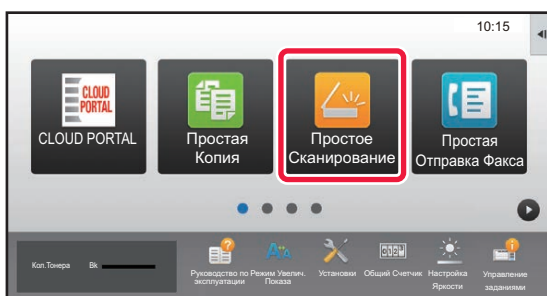 10:15
CLOUD
PORTAL
CLOUD PORTAL
Простая
Копия
Простое
Сканирование
Простая
Отправка Факса
Кол.Тонера Bk
Руководство по
эксплуатации
Режим Увелич.
Показа
Установки
Общий Счетчик
Настройка
Яркости
Управление
заданиями